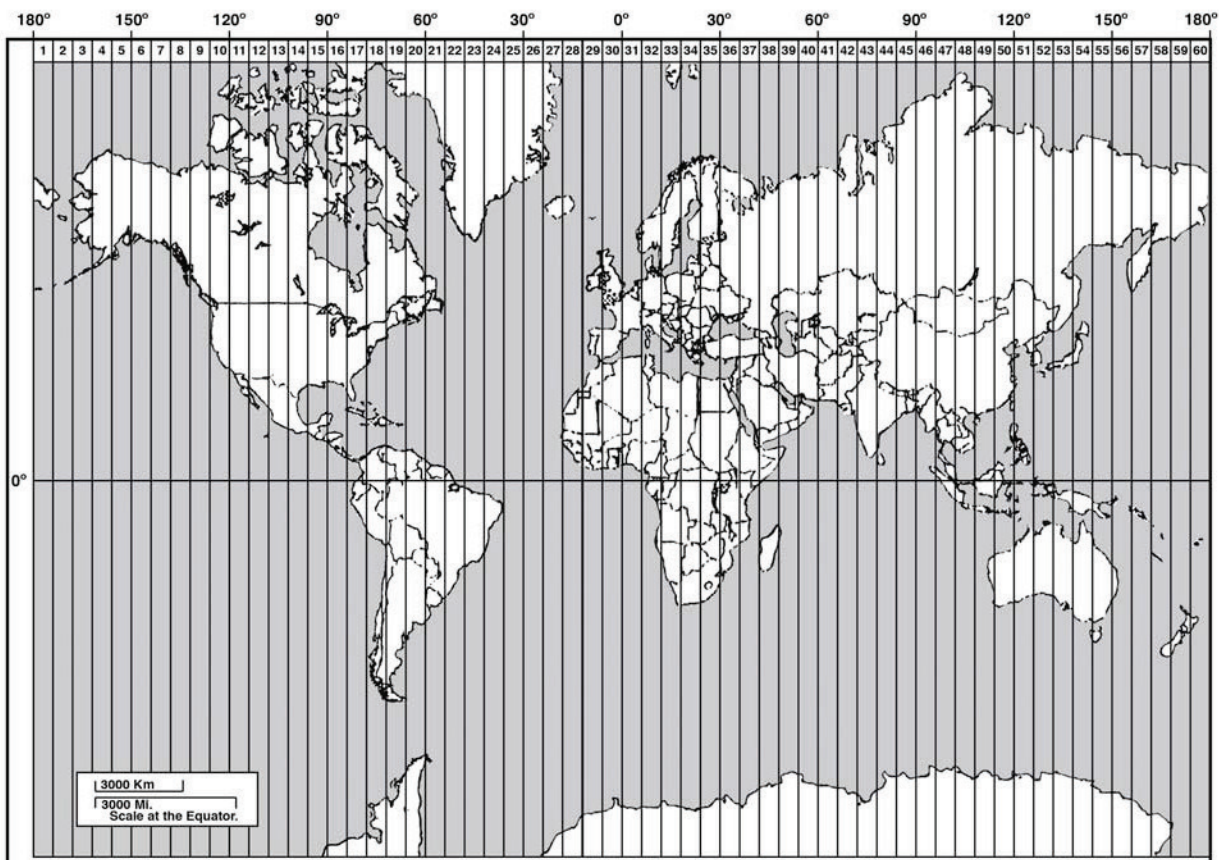 180° 150° 120° 90° 60° 30° 0° 30° 60° 90° 120° 150° 180°
1 2 3 4 5 6 7 8 9 10 11 12 13 14 15 16 17 18 19 20 21 22 23 24 25 26 27 28 29 30 31 32 33 34 35 36 37 38 39 40 41 42 43 44 45 46 47 48 49 50 51 52 53 54 55 56 57 58 59 60
0°
3000 Km
3000 Mi.
Scale at the Equator.